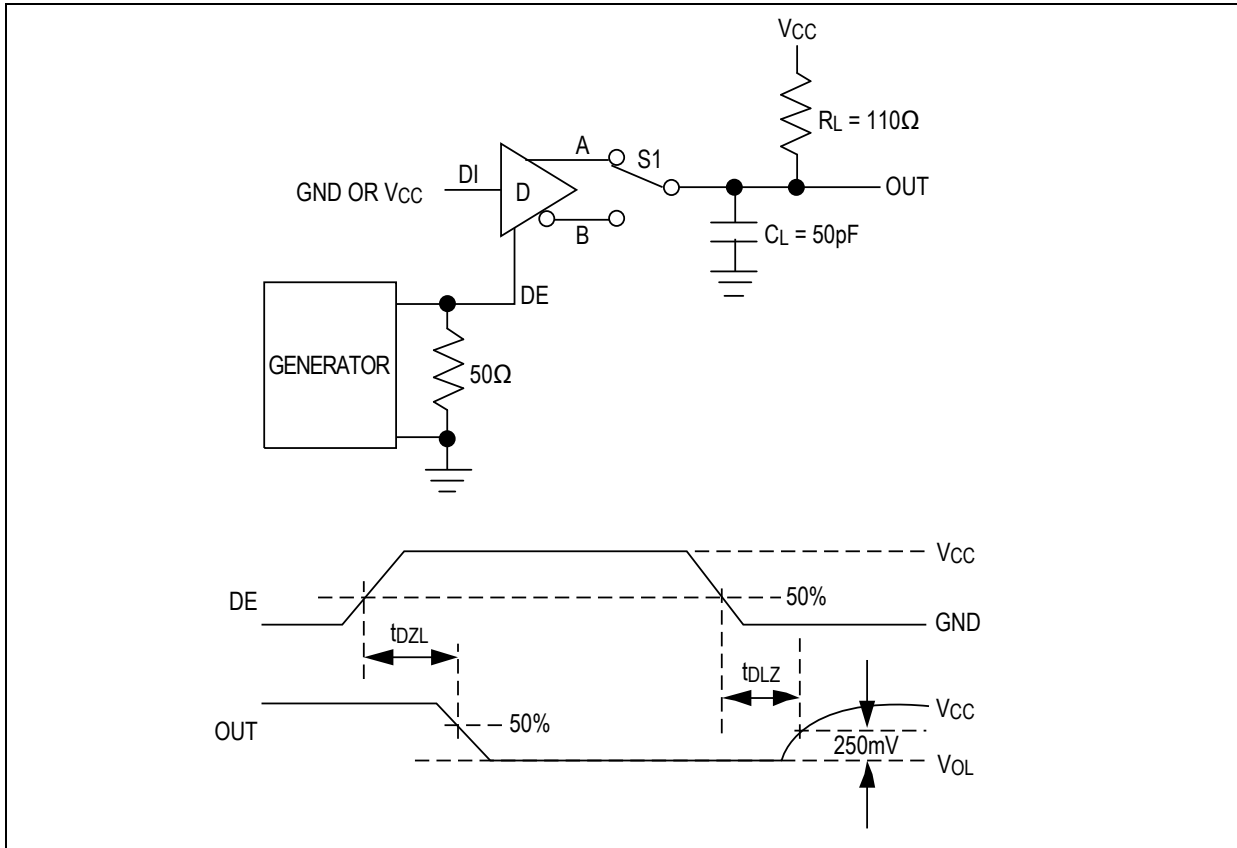 VCC
RL = 110Ω
A
S1
DI
D
GND OR VCC
OUT
B
CL = 50pF
DE
GENERATOR
50Ω
VCC
DE
50%
GND
tDZL
tDLZ
VCC
OUT
50%
250mV
VOL